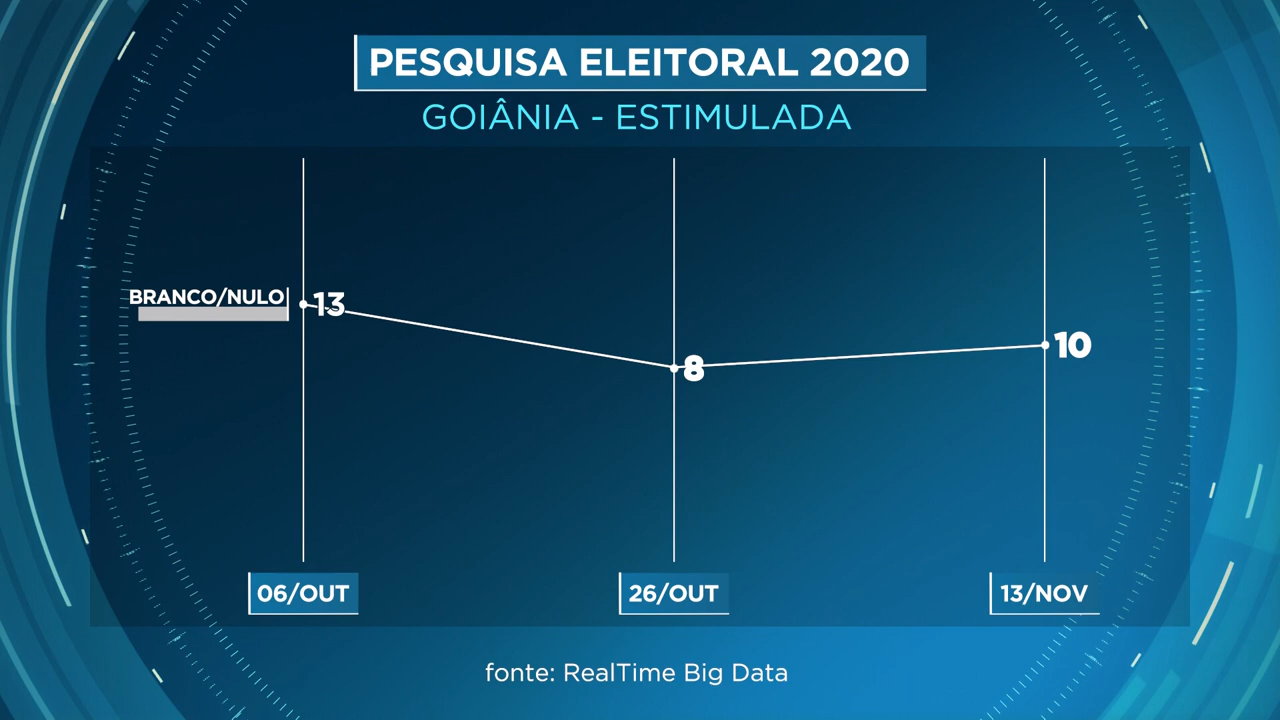 PESQUISA ELEITORAL 2020
GOIÂNIA - ESTIMULADA
BRANCO/NULO
13
8
10
06/OUT
26/OUT
13/NOV
fonte: RealTime Big Data